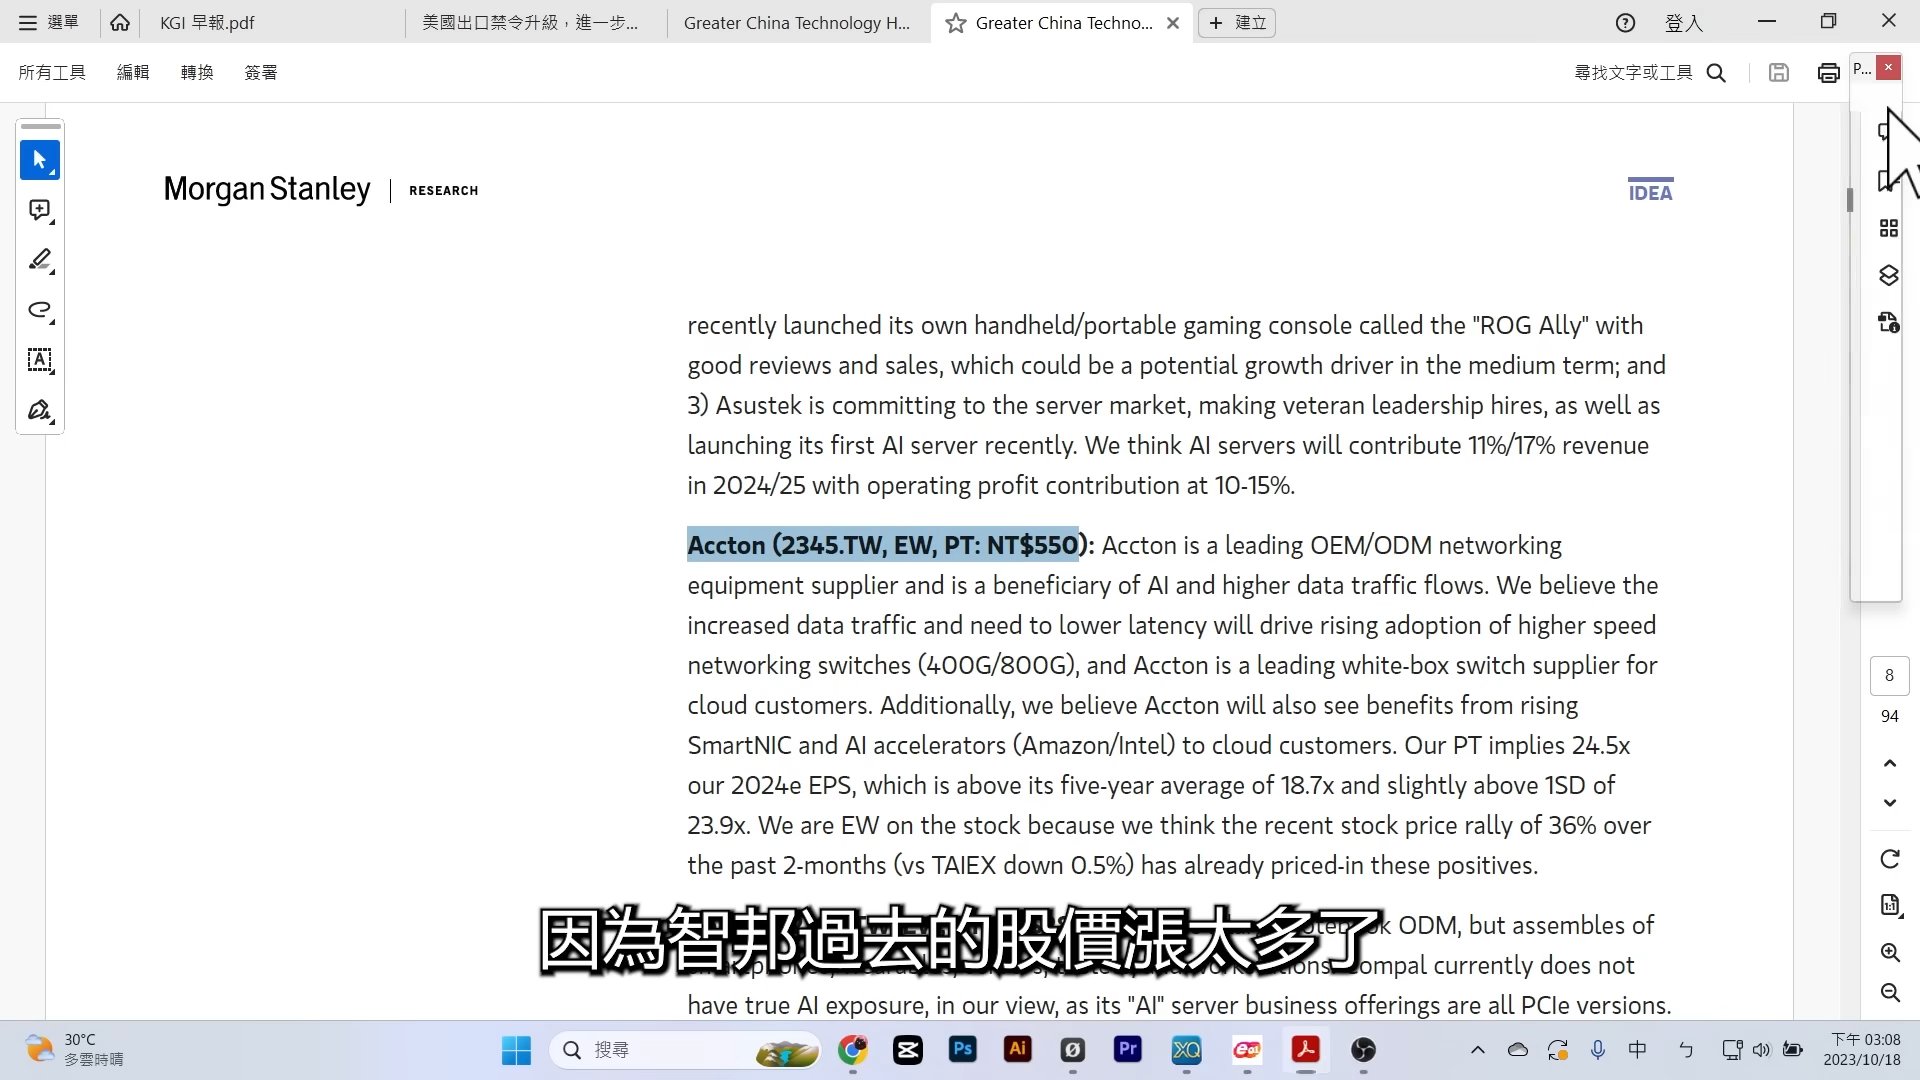 選單
KGI 早報.pdf
美國出口禁令升級，進一步...
Greater China Technology H...
Greater China Techno...
建立
登入
所有工具
編輯
轉換
簽署
尋找文字或工具
P...
Morgan Stanley
RESEARCH
IDEA
recently launched its own handheld/portable gaming console called the "ROG Ally" with
good reviews and sales, which could be a potential growth driver in the medium term; and
3) Asustek is committing to the server market, making veteran leadership hires, as well as
launching its first AI server recently. We think AI servers will contribute 11%/17% revenue
in 2024/25 with operating profit contribution at 10-15%.
Accton (2345.TW, EW, PT: NT$550): Accton is a leading OEM/ODM networking
equipment supplier and is a beneficiary of AI and higher data traffic flows. We believe the
increased data traffic and need to lower latency will drive rising adoption of higher speed
networking switches (400G/800G), and Accton is a leading white-box switch supplier for
cloud customers. Additionally, we believe Accton will also see benefits from rising
SmartNIC and AI accelerators (Amazon/Intel) to cloud customers. Our PT implies 24.5x
our 2024e EPS, which is above its five-year average of 18.7x and slightly above 1SD of
23.9x. We are EW on the stock because we think the recent stock price rally of 36% over
the past 2-months (vs TAIEX down 0.5%) has already priced-in these positives.
ODM, but assembles of
Compal currently does not
have true AI exposure, in our view, as its "AI" server business offerings are all PCIe versions.
因為智邦過去的股價漲太多了
8
94
1:1
30°C
多雲時晴
搜尋
Ps
Ai
Pr
XQ
中
ㄅ
下午 03:08
2023/10/18